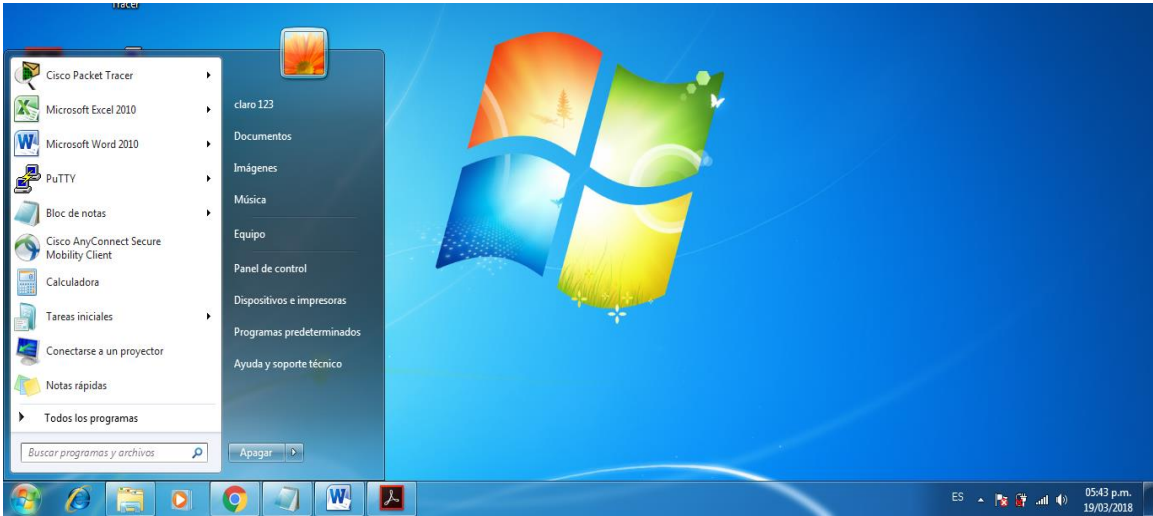 Tracer
Cisco Packet Tracer
Microsoft Excel 2010
Microsoft Word 2010
PuTTY
Bloc de notas
Cisco AnyConnect Secure
Mobility Client
Calculadora
Tareas iniciales
Conectarse a un proyector
Notas rápidas
Todos los programas
Buscar programas y archivos
claro 123
Documentos
Imágenes
Música
Equipo
Panel de control
Dispositivos e impresoras
Programas predeterminados
Ayuda y soporte técnico
Apagar
ES
05:43 p.m.
19/03/2018